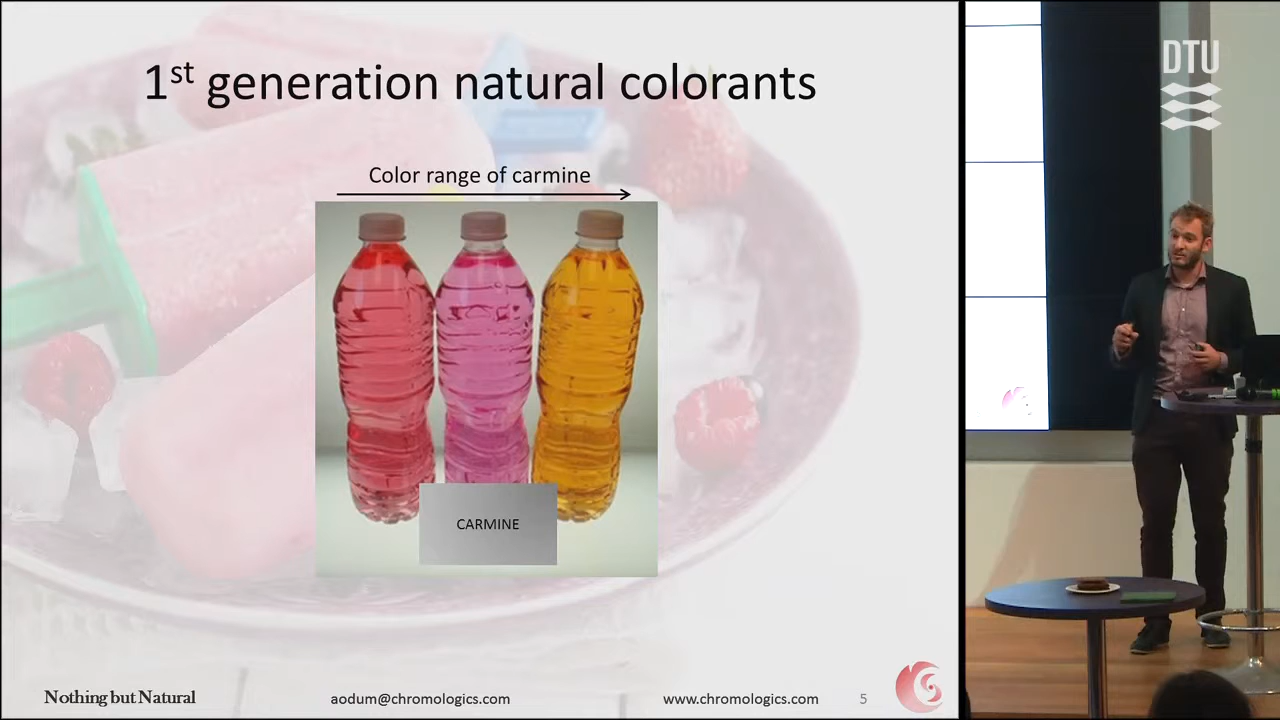 1st generation natural colorants
Color range of carmine
CARMINE
Nothing but Natural
aodum@chromologics.com
www.chromologics.com
5
DTU